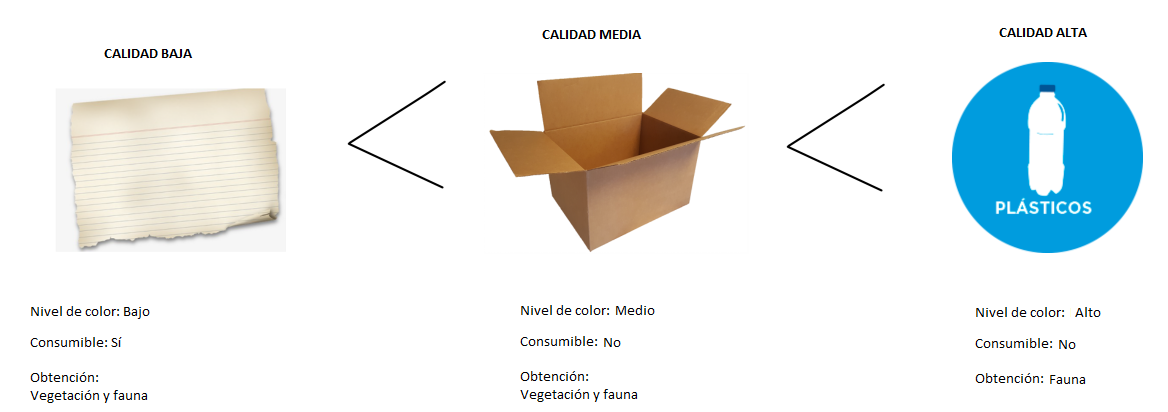 CALIDAD BAJA
Nivel de color: Bajo
Consumible: Sí
Obtención:
Vegetación y fauna
CALIDAD MEDIA
Nivel de color: Medio
Consumible: No
Obtención:
Vegetación y fauna
CALIDAD ALTA
PLÁSTICOS
Nivel de color: Alto
Consumible: No
Obtención: Fauna